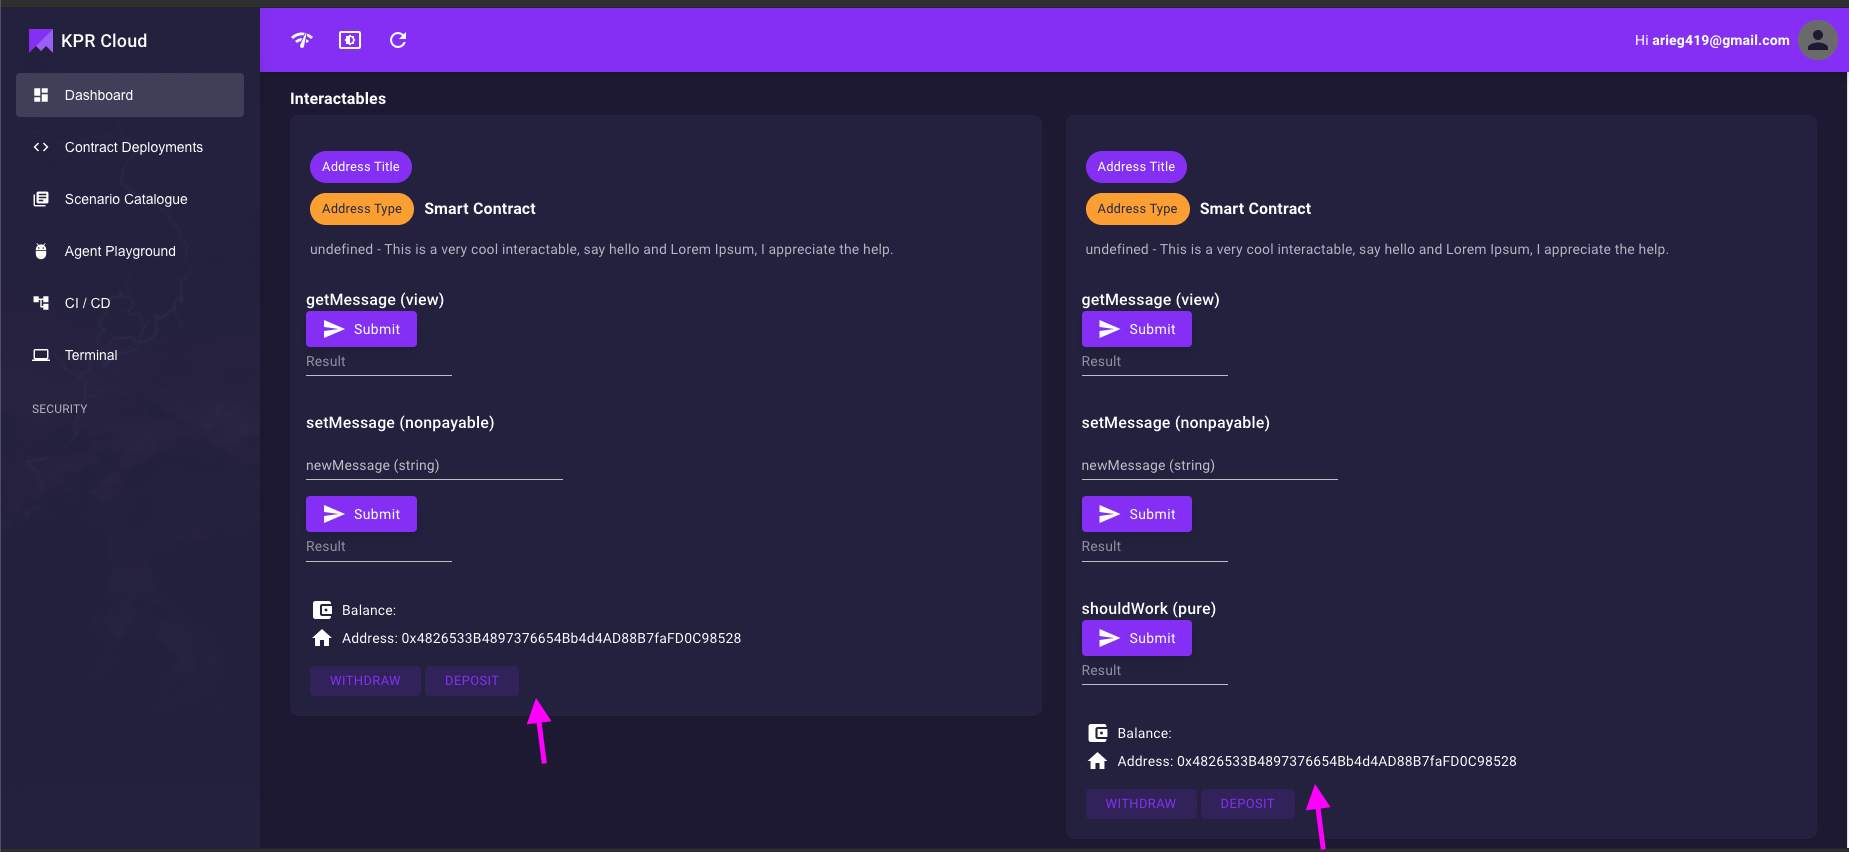 KPR Cloud
Hi arieg419@gmail.com
Dashboard
Contract Deployments
Scenario Catalogue
Agent Playground
CI / CD
Terminal
SECURITY
Interactables
Address Title
Address Type Smart Contract
undefined - This is a very cool interactable, say hello and Lorem Ipsum, I appreciate the help.
getMessage (view)
Submit
Result
setMessage (nonpayable)
newMessage (string)
Submit
Result
Balance:
Address: 0x4826533B4897376654Bb4d4AD88B7faFD0C98528
WITHDRAW DEPOSIT
Address Title
Address Type Smart Contract
undefined - This is a very cool interactable, say hello and Lorem Ipsum, I appreciate the help.
getMessage (view)
Submit
Result
setMessage (nonpayable)
newMessage (string)
Submit
Result
shouldWork (pure)
Submit
Result
Balance:
Address: 0x4826533B4897376654Bb4d4AD88B7faFD0C98528
WITHDRAW DEPOSIT